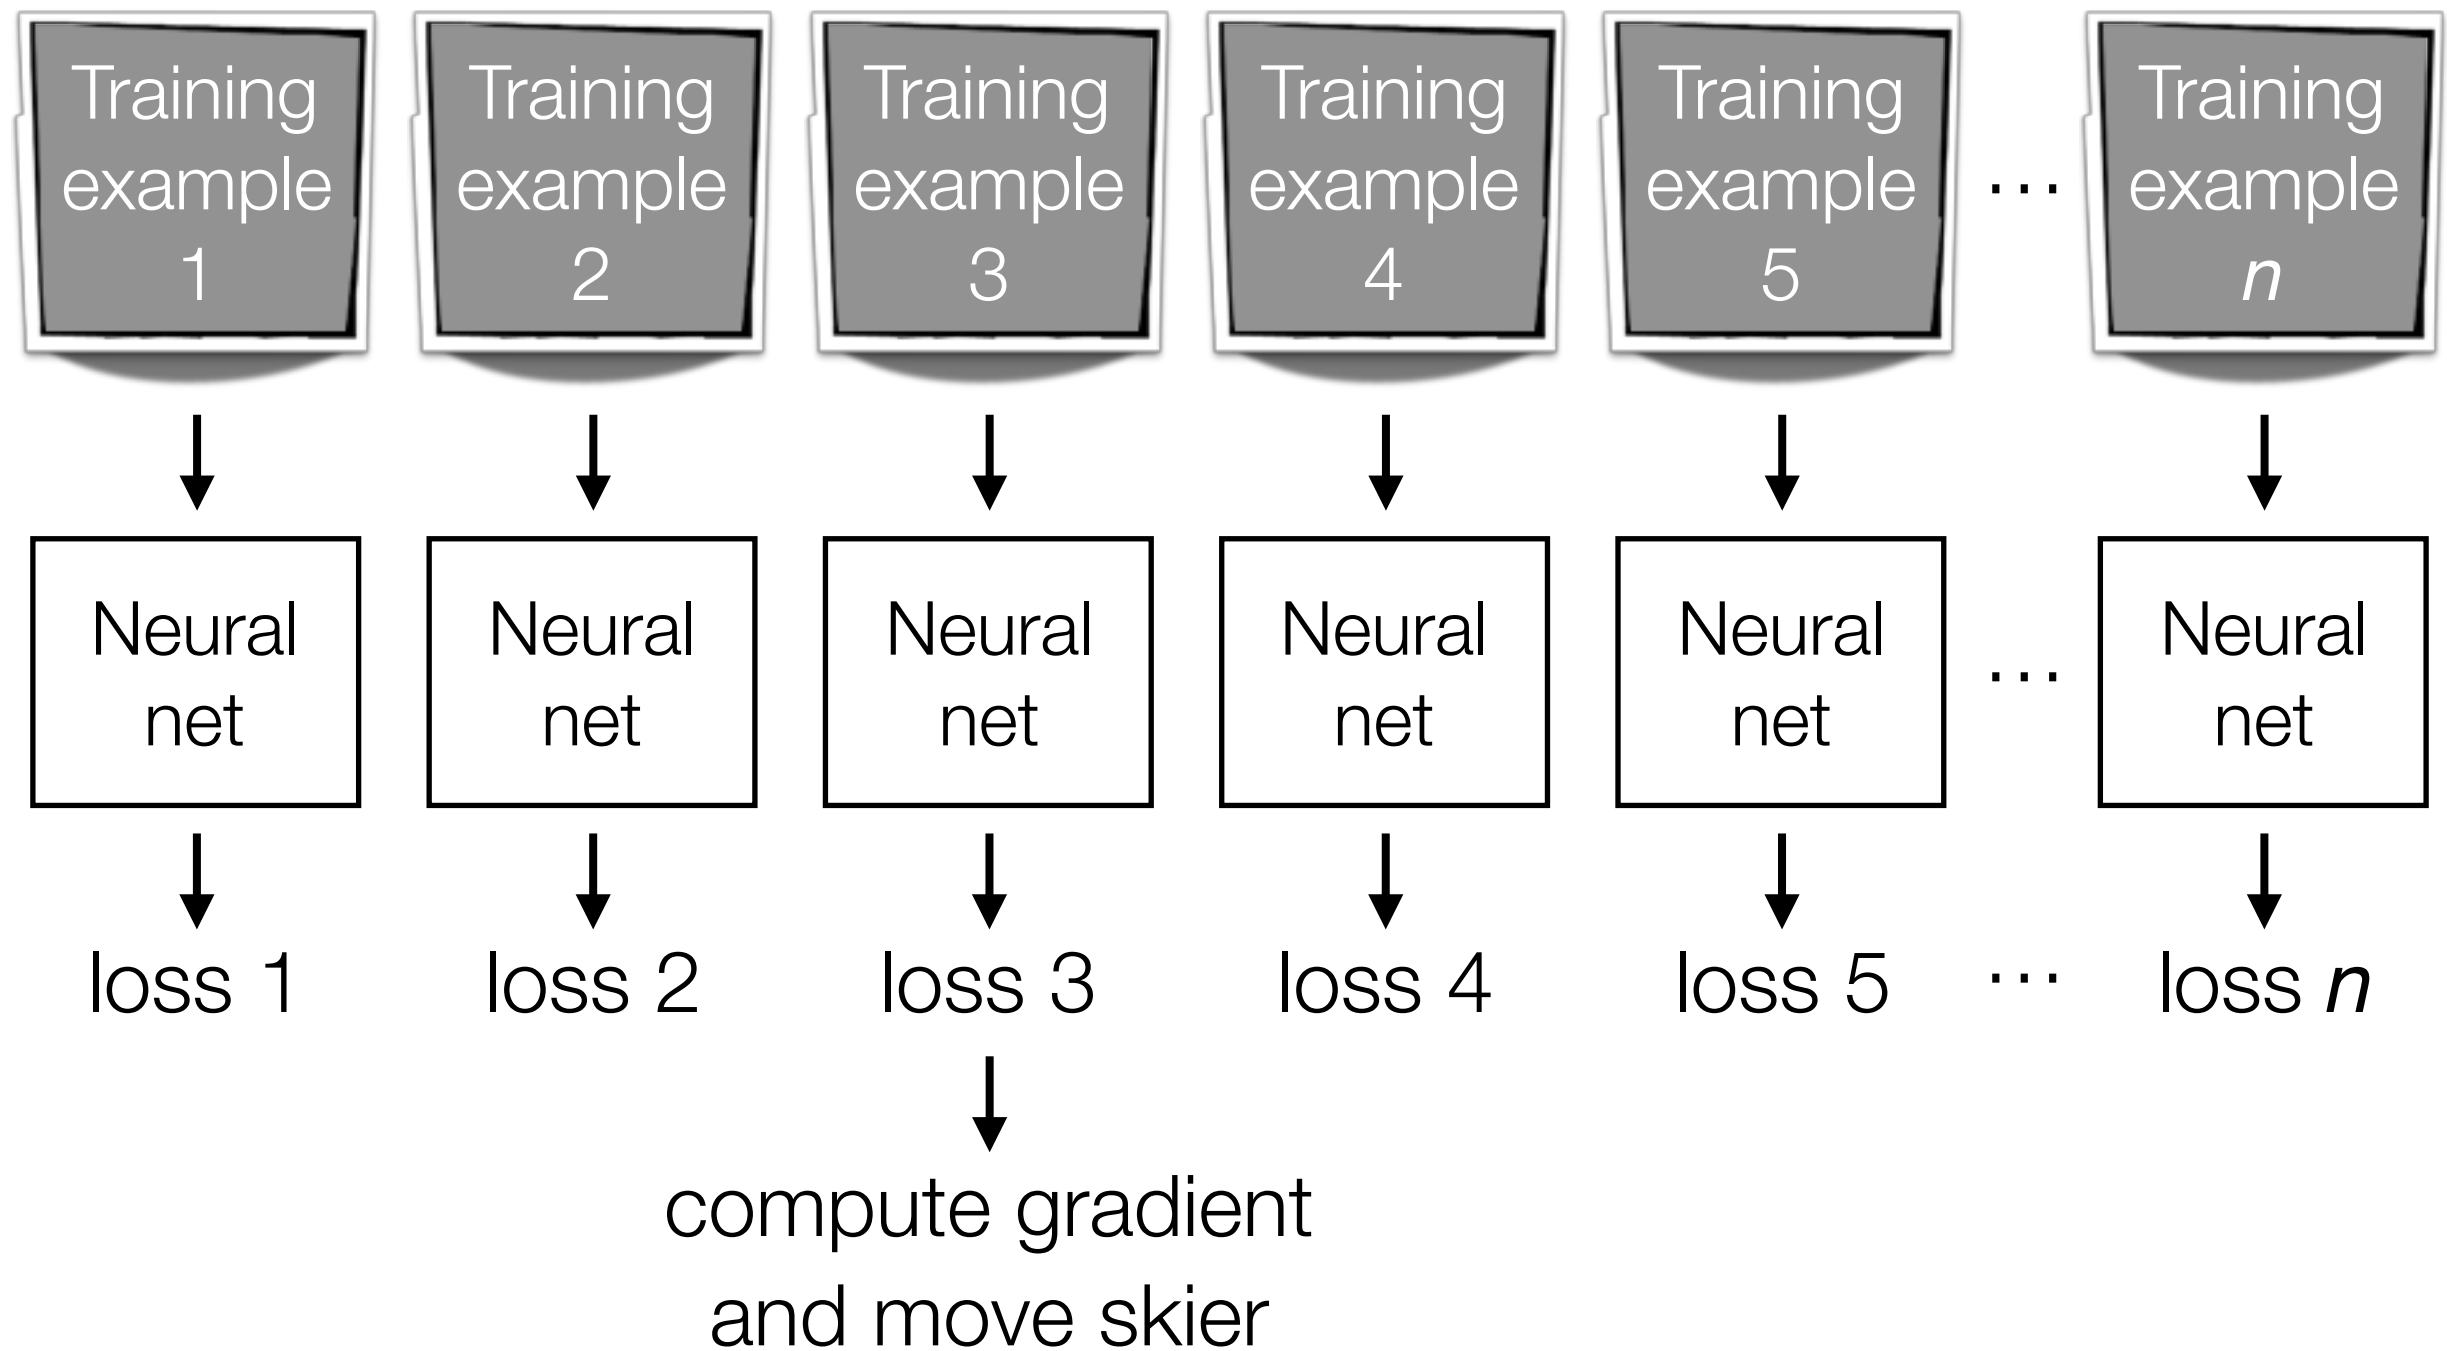 Training
example
1
Training
example
2
Training
example
3
Training
example
4
Training
example
5
...
Training
example
n
Neural
net
Neural
net
Neural
net
Neural
net
Neural
net
...
Neural
net
loss 1
loss 2
loss 3
loss 4
loss 5
...
loss n
compute gradient
and move skier